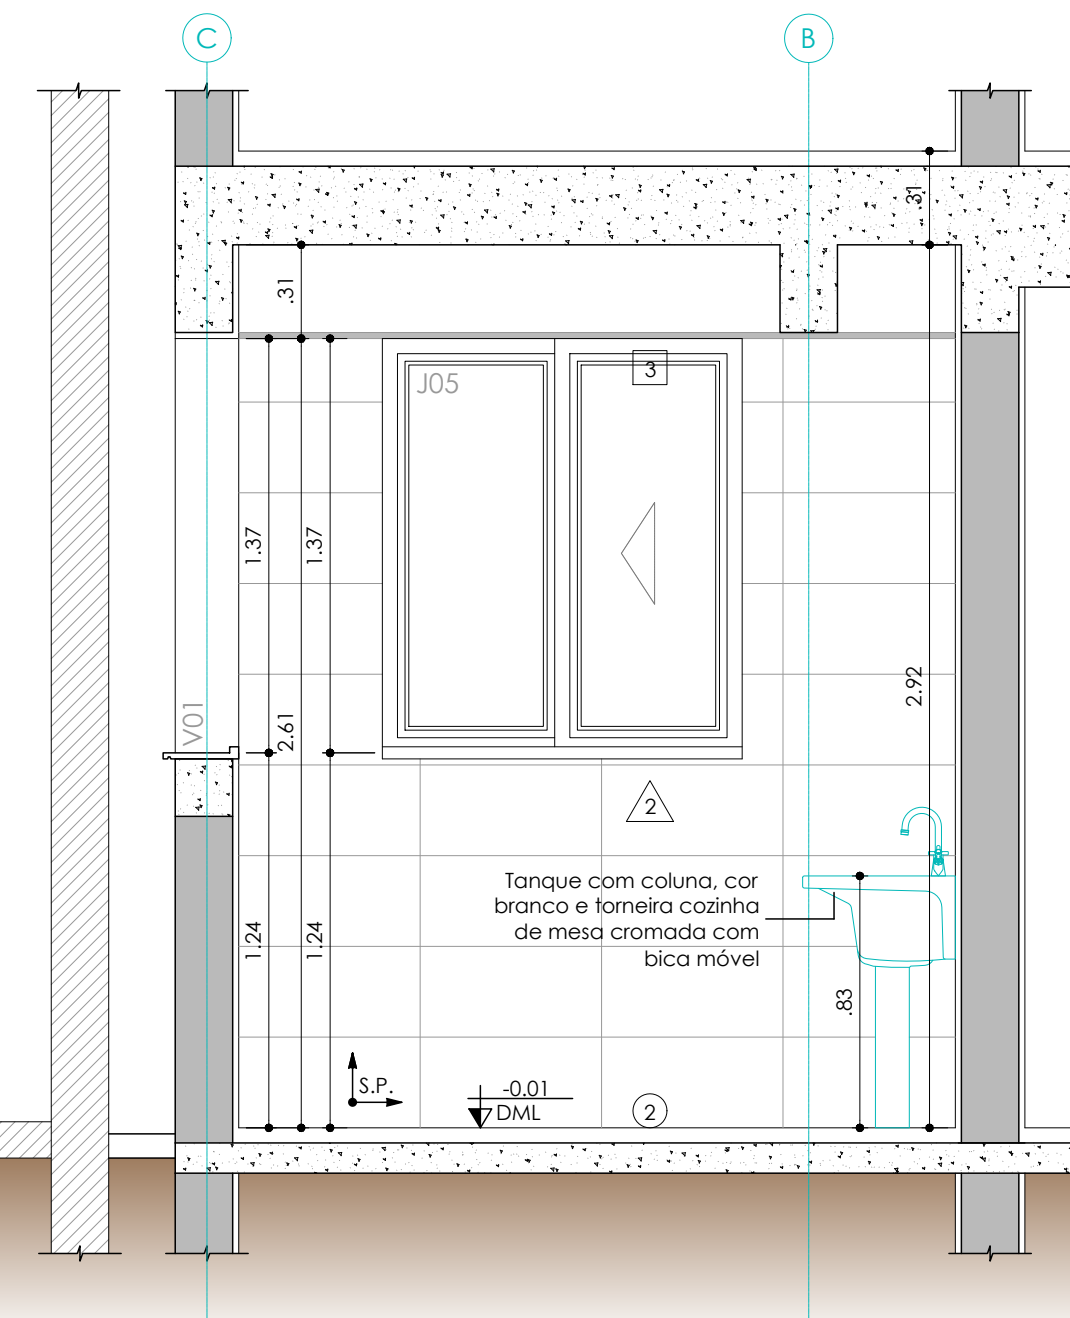 C
B
.31
.31
3
J05
1.37
1.37
2.92
V01
2.61
2
Tanque com coluna, cor
branco e torneira cozinha
de mesa cromada com
bica móvel
1.24
1.24
.83
S.P.
-0.01
DML
2